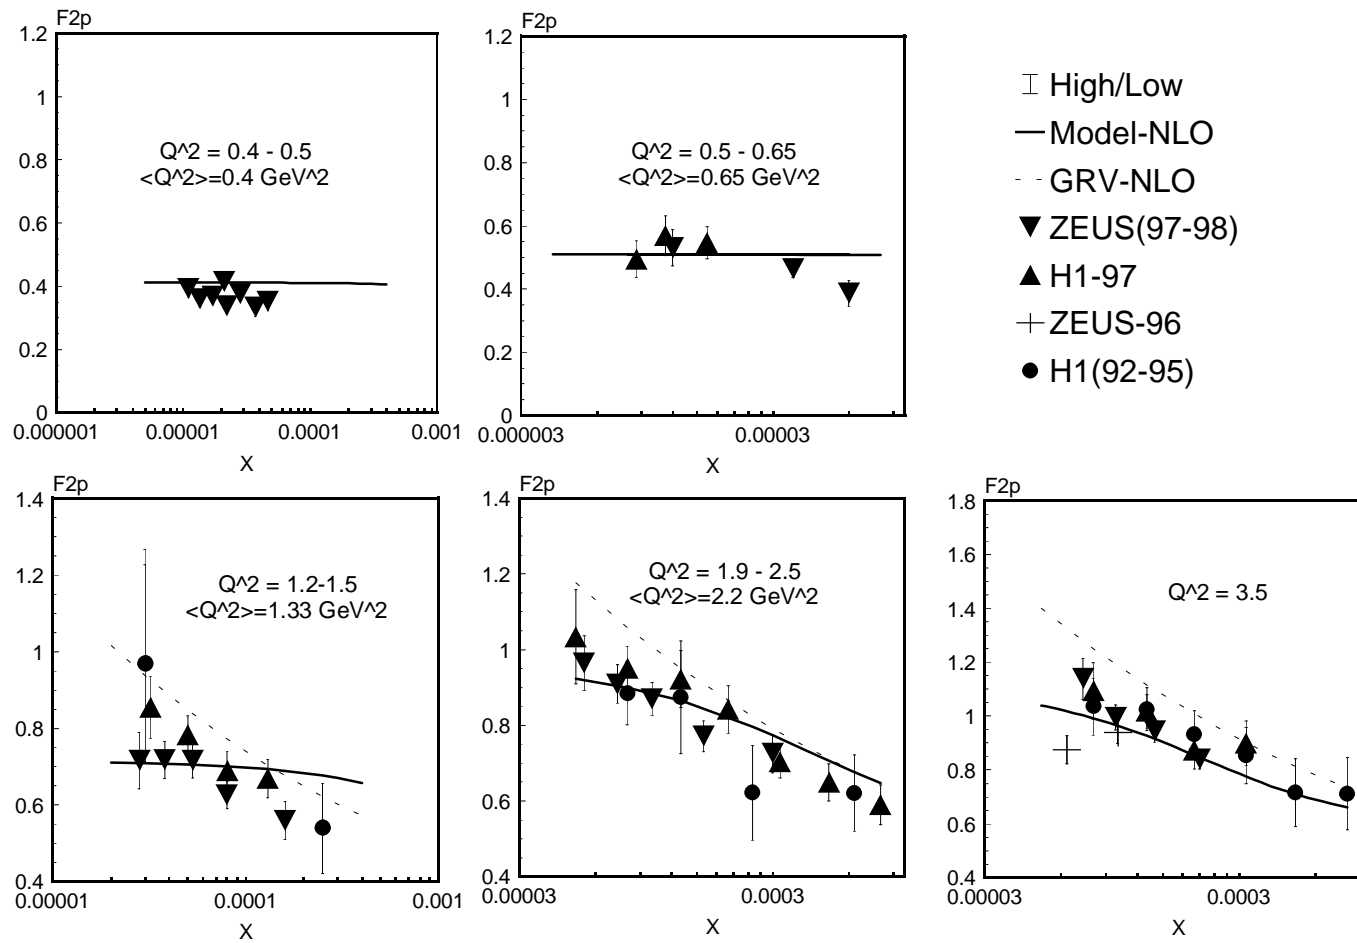 F2p
1.2
1
0.8
0.6
0.4
0.2
0
Q^2 = 0.4 - 0.5
<Q^2>=0.4 GeV^2
0.000001
0.00001
0.0001
0.001
X
F2p
1.2
1
0.8
0.6
0.4
0.2
0
Q^2 = 0.5 - 0.65
<Q^2>=0.65 GeV^2
0.000003
0.00003
X
High/Low
Model-NLO
GRV-NLO
ZEUS(97-98)
H1-97
ZEUS-96
H1(92-95)
F2p
1.4
1.2
1
0.8
0.6
0.4
Q^2 = 1.2-1.5
<Q^2>=1.33 GeV^2
0.00001
0.0001
0.001
X
F2p
1.4
1.2
1
0.8
0.6
0.4
Q^2 = 1.9 - 2.5
<Q^2>=2.2 GeV^2
0.00003
0.0003
X
F2p
1.8
1.6
1.4
1.2
1
0.8
0.6
0.4
Q^2 = 3.5
0.00003
0.0003
X